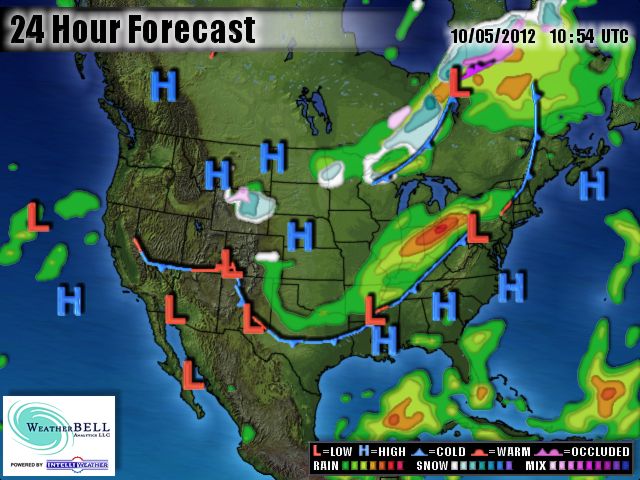 24 Hour Forecast
10/05/2012 10:54 UTC
H
L
H
H
H
L
L
H
L
H
L
H
H
L
L
L
H
H
L
WEATHERBELL
ANALYTICS LLC
POWERED BY INTELLIWEATHER
L=LOW H=HIGH =COLD =WARM =OCCLUDED
RAIN SNOW MIX